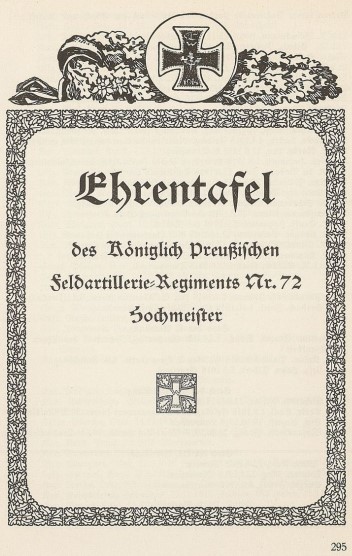 Ehrentafel
des Königlich Preußischen
Feldartillerie-Regiments Nr. 72
Hochmeister
295